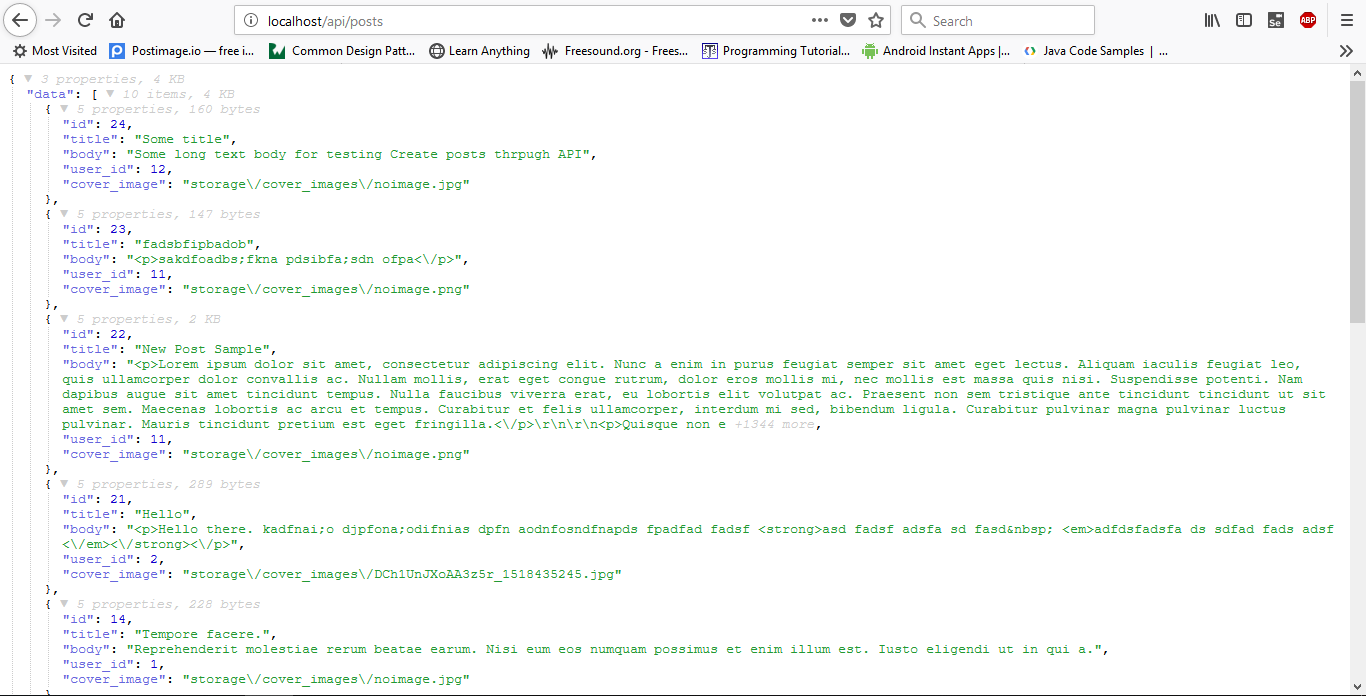 localhost/api/posts
Search
Se
ABP
Most Visited
Postimage.io — free i...
Common Design Patt...
Learn Anything
Freesound.org - Frees...
Programming Tutorial...
Android Instant Apps |...
Java Code Samples | ...
{ ▼ 3 properties, 4 KB
"data": [ ▼ 10 items, 4 KB
{ ▼ 5 properties, 160 bytes
"id": 24,
"title": "Some title",
"body": "Some long text body for testing Create posts thrpugh API",
"user_id": 12,
"cover_image": "storage\/cover_images\/noimage.jpg"
},
{ ▼ 5 properties, 147 bytes
"id": 23,
"title": "fadsbfipbadob",
"body": "<p>sakdfoadbs;fkna pdsibfa;sdn ofpa<\/p>",
"user_id": 11,
"cover_image": "storage\/cover_images\/noimage.png"
},
{ ▼ 5 properties, 2 KB
"id": 22,
"title": "New Post Sample",
"body": "<p>Lorem ipsum dolor sit amet, consectetur adipiscing elit. Nunc a enim in purus feugiat semper sit amet eget lectus. Aliquam iaculis feugiat leo,
quis ullamcorper dolor convallis ac. Nullam mollis, erat eget congue rutrum, dolor eros mollis mi, nec mollis est massa quis nisi. Suspendisse potenti. Nam
dapibus augue sit amet tincidunt tempus. Nulla faucibus viverra erat, eu lobortis elit volutpat ac. Praesent non sem tristique ante tincidunt tincidunt ut sit
amet sem. Maecenas lobortis ac arcu et tempus. Curabitur et felis ullamcorper, interdum mi sed, bibendum ligula. Curabitur pulvinar magna pulvinar luctus
pulvinar. Mauris tincidunt pretium est eget fringilla.<\/p>\r\n\r\n<p>Quisque non e +1344 more,
"user_id": 11,
"cover_image": "storage\/cover_images\/noimage.png"
},
{ ▼ 5 properties, 289 bytes
"id": 21,
"title": "Hello",
"body": "<p>Hello there. kadfnai;o djpfona;odifnias dpfn aodnfosndfnapds fpadfad fadsf <strong>asd fadsf adsfa sd fasd&nbsp; <em>adfdsfadsfa ds sdfad fads adsf
<\/em><\/strong><\/p>",
"user_id": 2,
"cover_image": "storage\/cover_images\/DCh1UnJXoAA3z5r_1518435245.jpg"
},
{ ▼ 5 properties, 228 bytes
"id": 14,
"title": "Tempore facere.",
"body": "Reprehenderit molestiae rerum beatae earum. Nisi eum eos numquam possimus et enim illum est. Iusto eligendi ut in qui a.",
"user_id": 1,
"cover_image": "storage\/cover_images\/noimage.jpg"
},